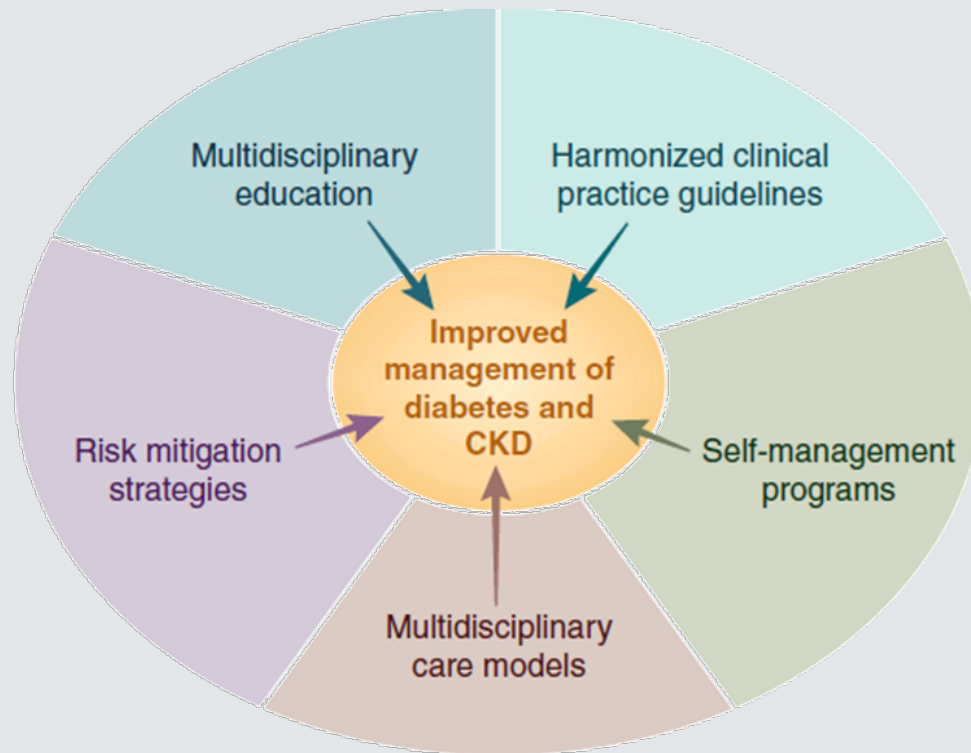 Multidisciplinary
education
Harmonized clinical
practice guidelines
Improved
management of
diabetes and
CKD
Risk mitigation
strategies
Self-management
programs
Multidisciplinary
care models